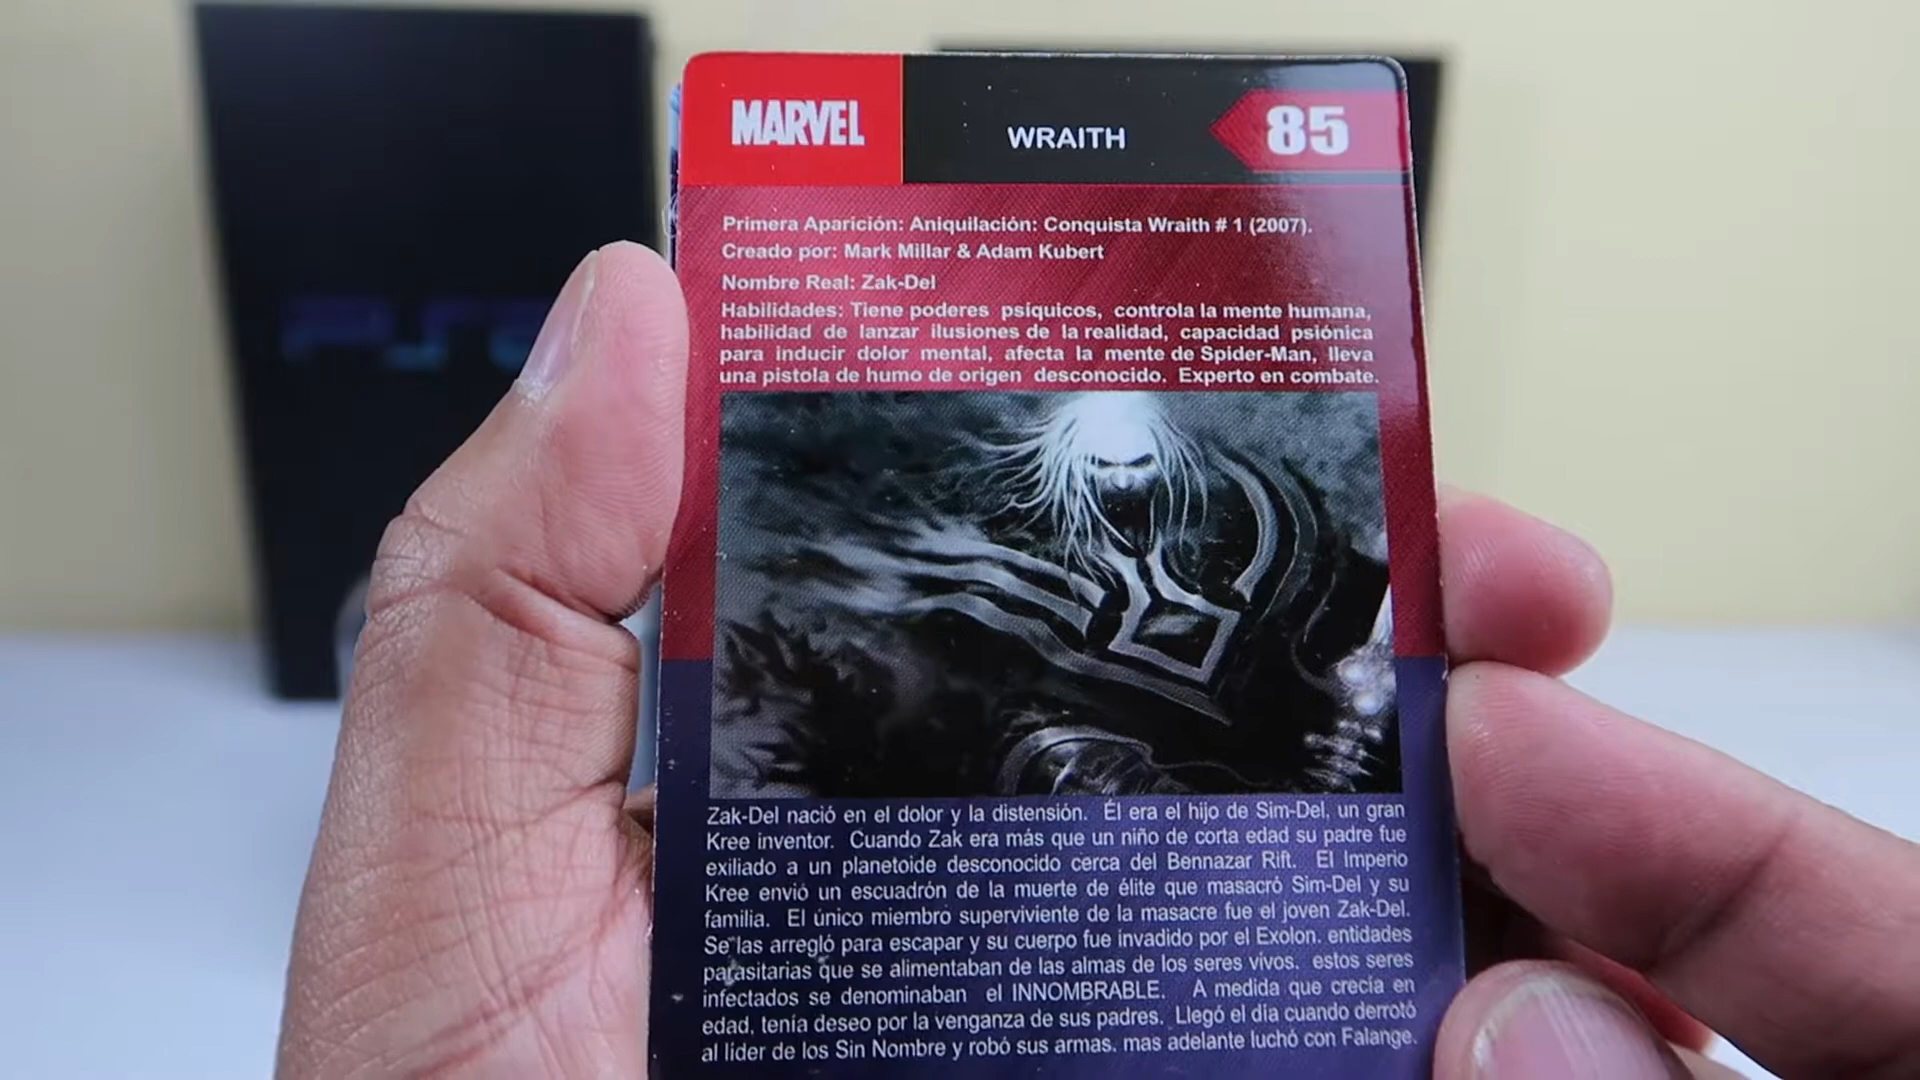 MARVEL
WRAITH
85
Primera Aparición: Aniquilación: Conquista Wraith # 1 (2007).
Creado por: Mark Millar & Adam Kubert
Nombre Real: Zak-Del
Habilidades: Tiene poderes psíquicos, controla la mente humana,
habilidad de lanzar ilusiones de la realidad, capacidad psiónica
para inducir dolor mental, afecta la mente de Spider-Man, lleva
una pistola de humo de origen desconocido. Experto en combate.
Zak-Del nació en el dolor y la distensión. Él era el hijo de Sim-Del, un gran
Kree inventor. Cuando Zak era más que un niño de corta edad su padre fue
exiliado a un planetoide desconocido cerca del Bennazar Rift. El Imperio
Kree envió un escuadrón de la muerte de élite que masacró Sim-Del y su
familia. El único miembro superviviente de la masacre fue el joven Zak-Del.
Se las arregló para escapar y su cuerpo fue invadido por el Exolon. entidades
parasitarias que se alimentaban de las almas de los seres vivos. estos seres
infectados se denominaban el INNOMBRABLE. A medida que crecía en
edad, tenía deseo por la venganza de sus padres. Llegó el día cuando derrotó
al líder de los Sin Nombre y robó sus armas. mas adelante luchó con Falange.
PS2